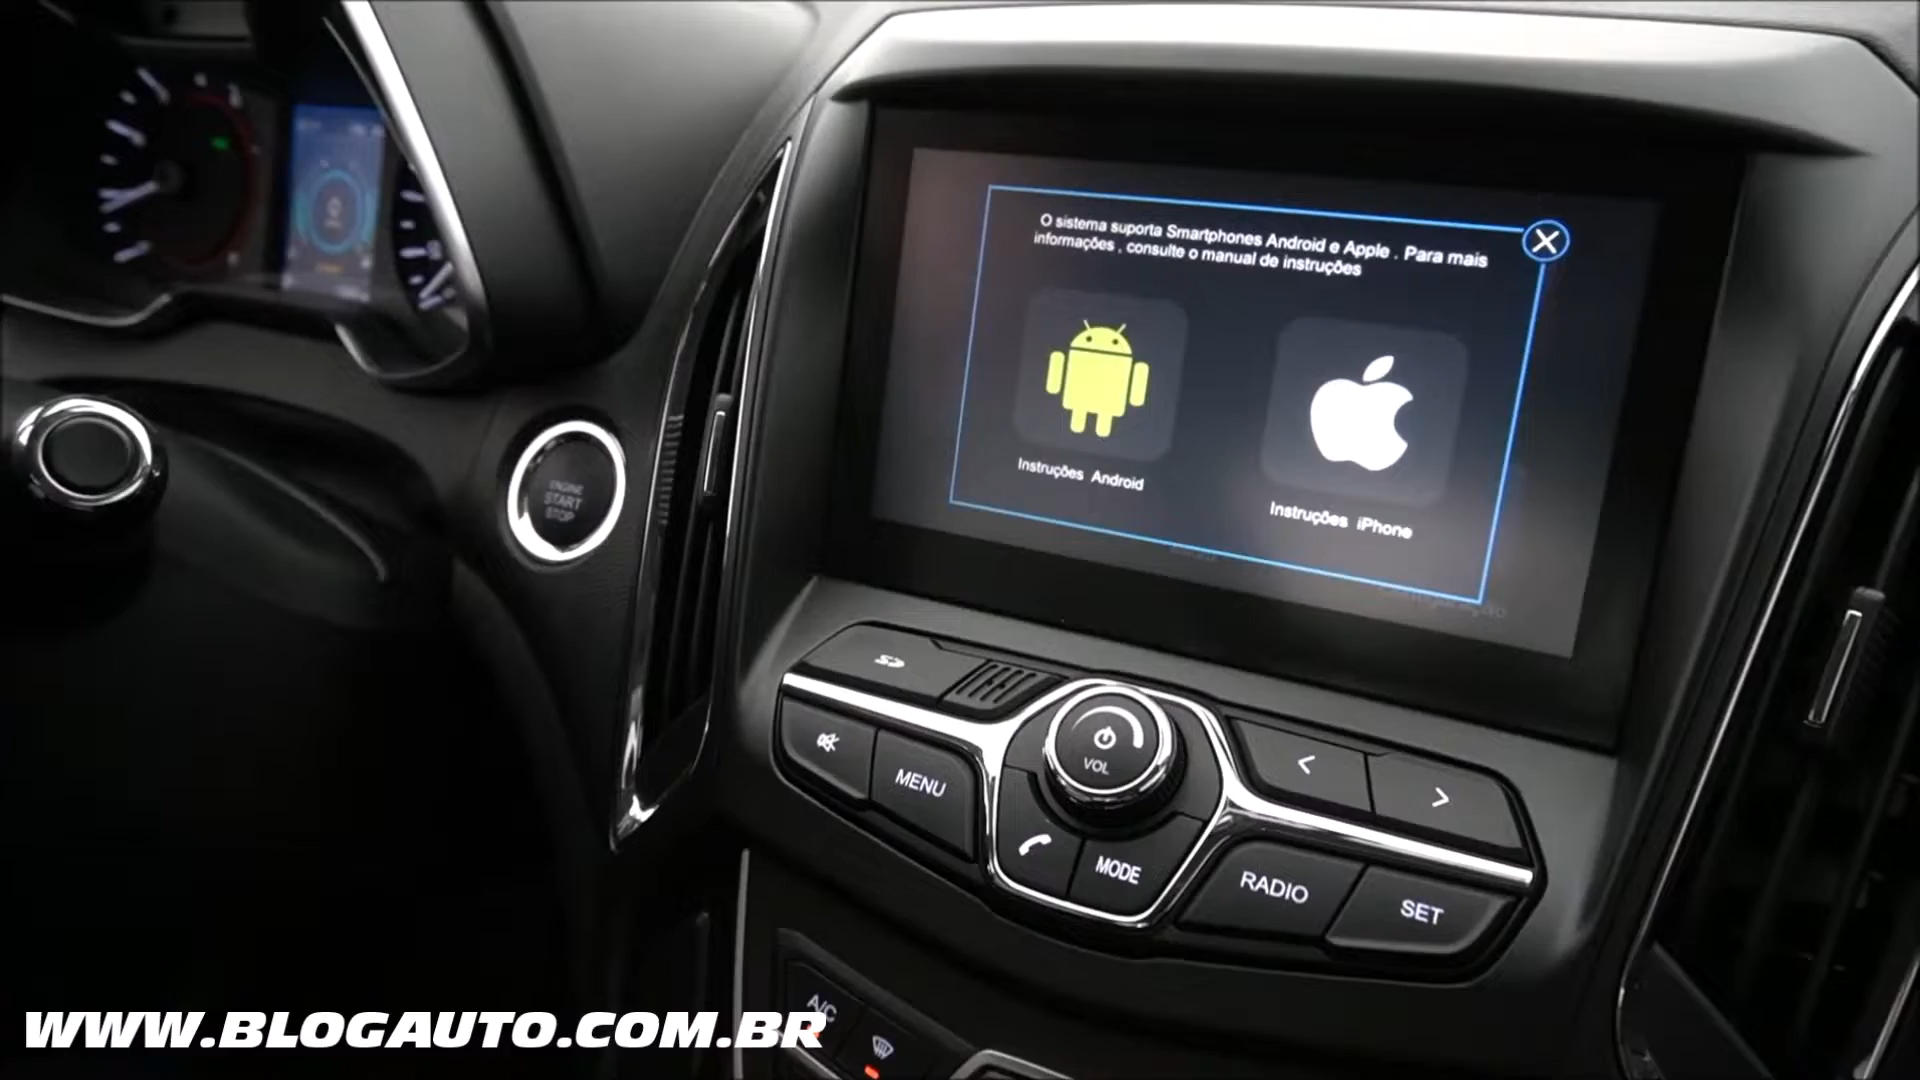 O sistema suporta Smartphones Android e Apple . Para mais
informações , consulte o manual de instruções
Instruções Android
Instruções iPhone
ENGINE
START
STOP
MENU
VOL
MODE
RADIO
SET
A/C
WWW.BLOGAUTO.COM.BR